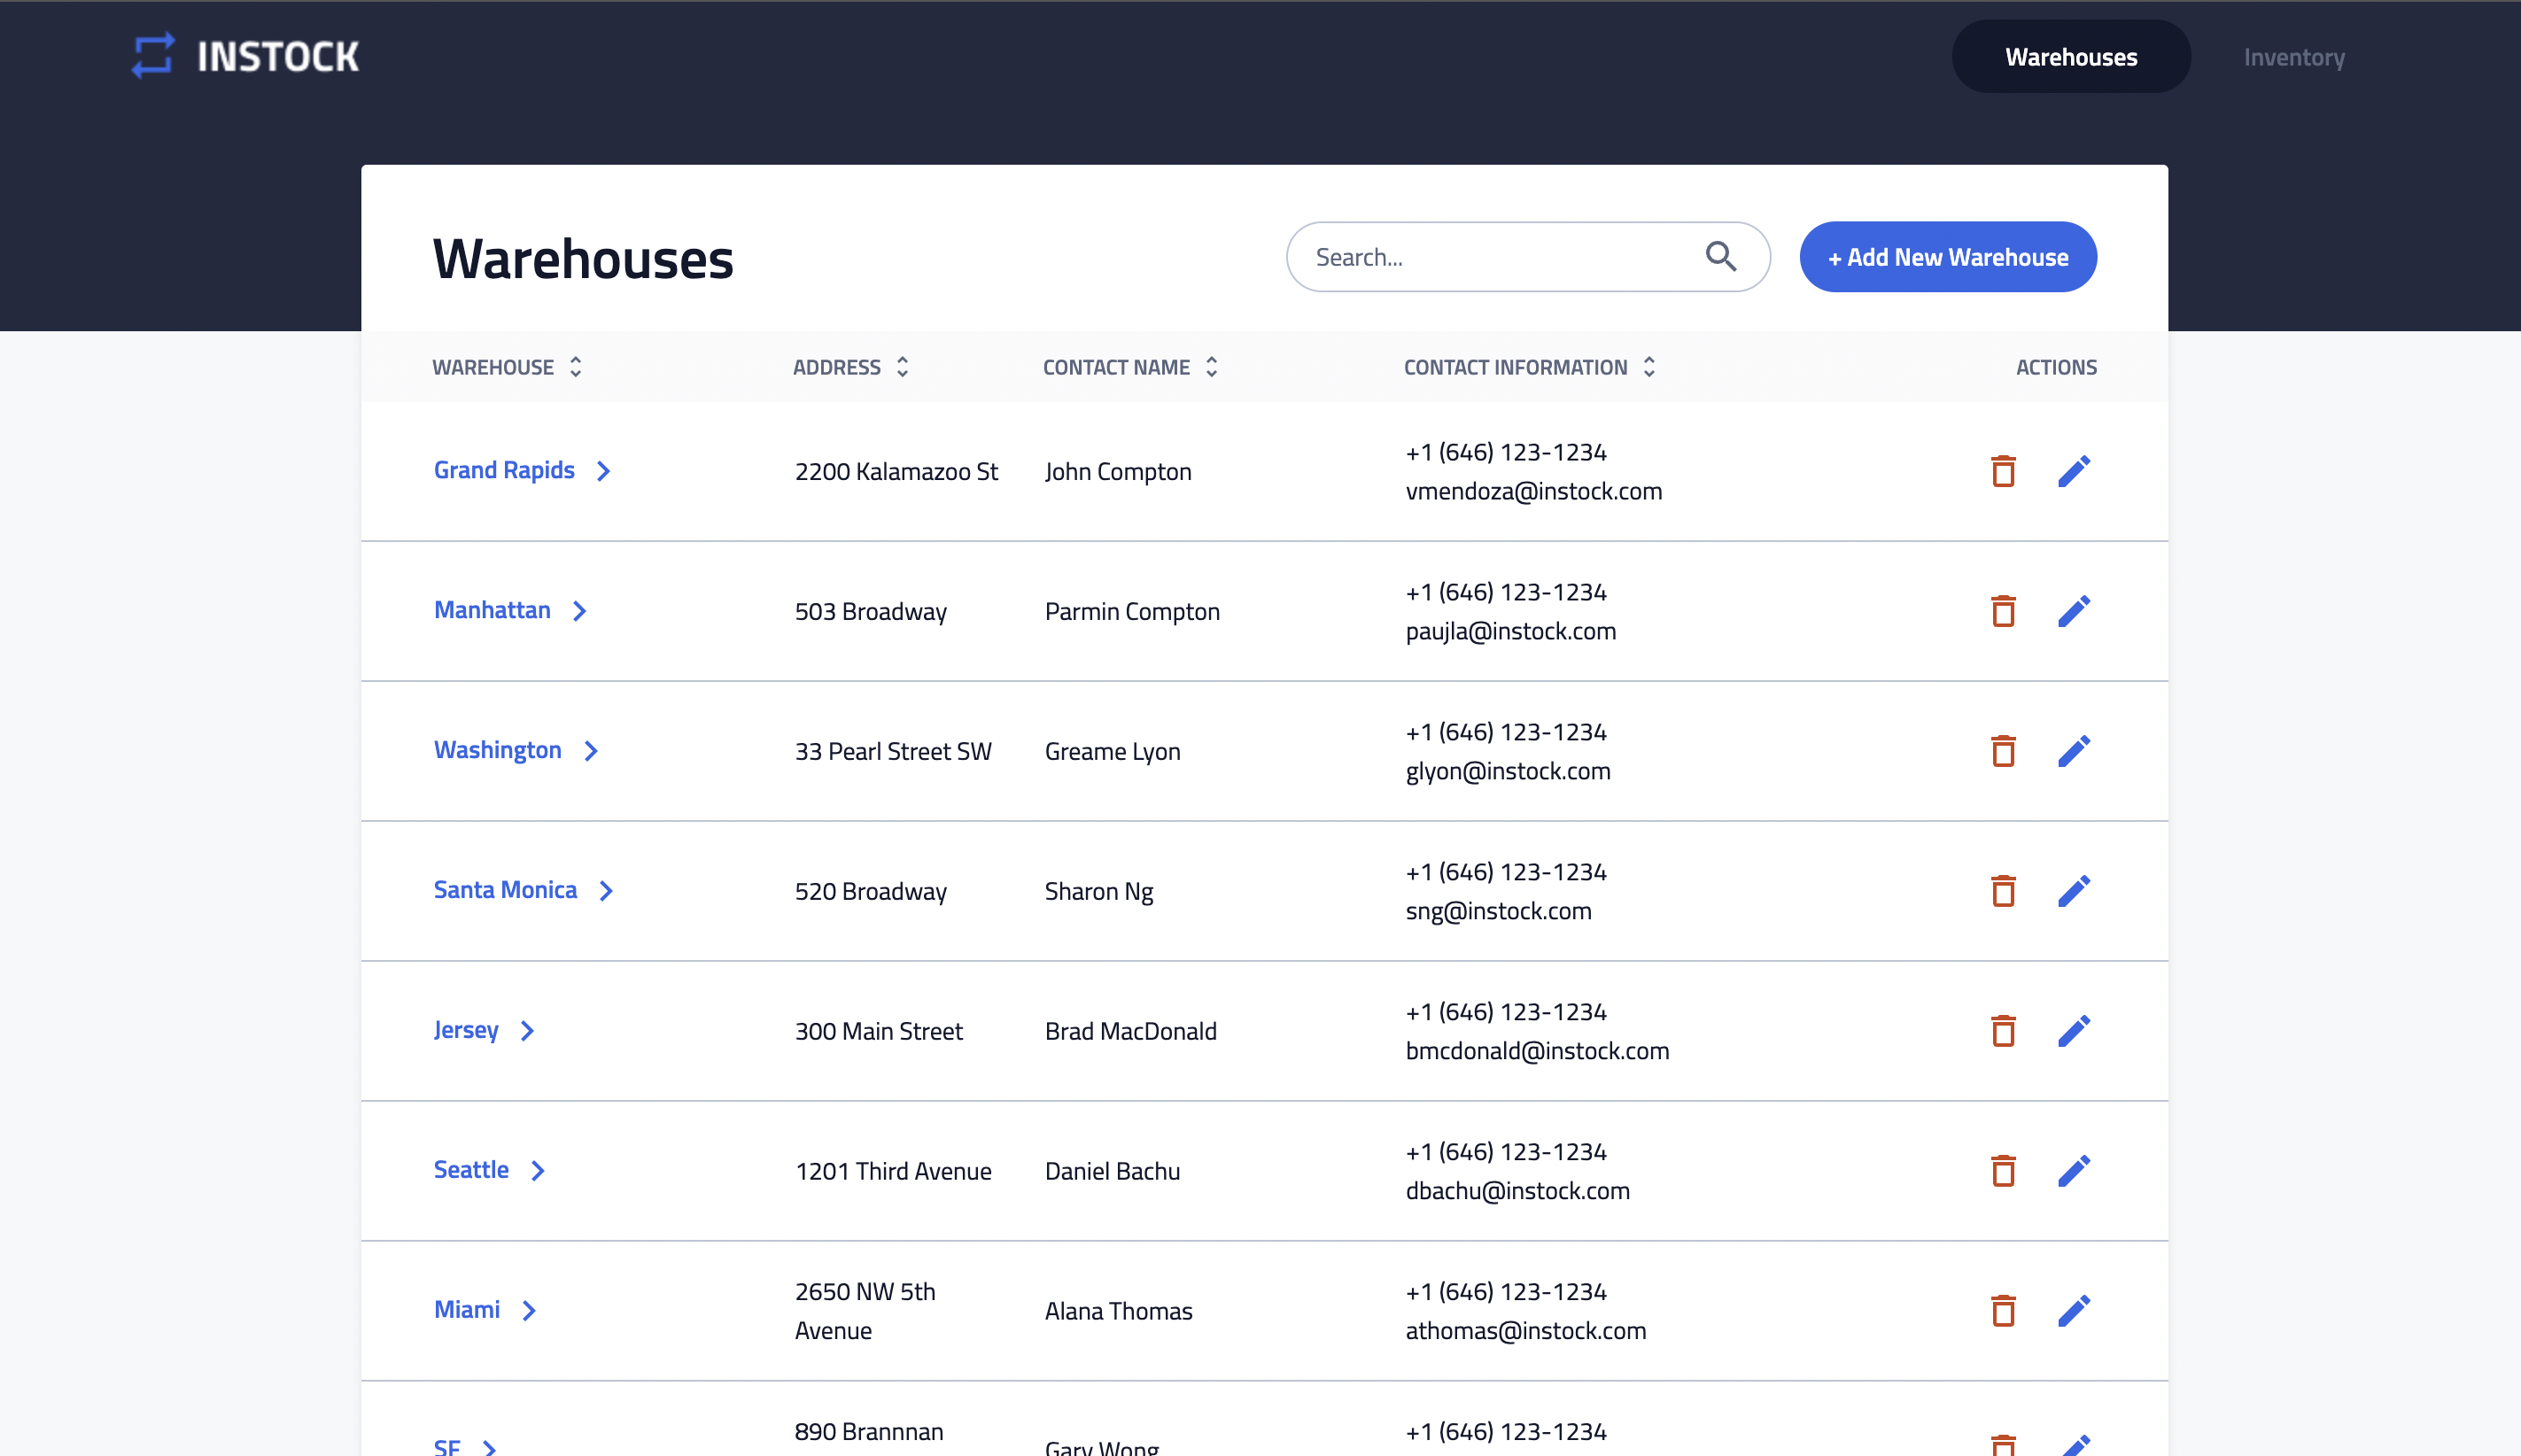 INSTOCK
Warehouses
Inventory
Warehouses
Search...
+ Add New Warehouse
WAREHOUSE
ADDRESS
CONTACT NAME
CONTACT INFORMATION
ACTIONS
Grand Rapids
2200 Kalamazoo St
John Compton
+1 (646) 123-1234
vmendoza@instock.com
Manhattan
503 Broadway
Parmin Compton
+1 (646) 123-1234
paujla@instock.com
Washington
33 Pearl Street SW
Greame Lyon
+1 (646) 123-1234
glyon@instock.com
Santa Monica
520 Broadway
Sharon Ng
+1 (646) 123-1234
sng@instock.com
Jersey
300 Main Street
Brad MacDonald
+1 (646) 123-1234
bmcdonald@instock.com
Seattle
1201 Third Avenue
Daniel Bachu
+1 (646) 123-1234
dbachu@instock.com
Miami
2650 NW 5th
Avenue
Alana Thomas
+1 (646) 123-1234
athomas@instock.com
SF
890 Brannnan
Gary Wong
+1 (646) 123-1234